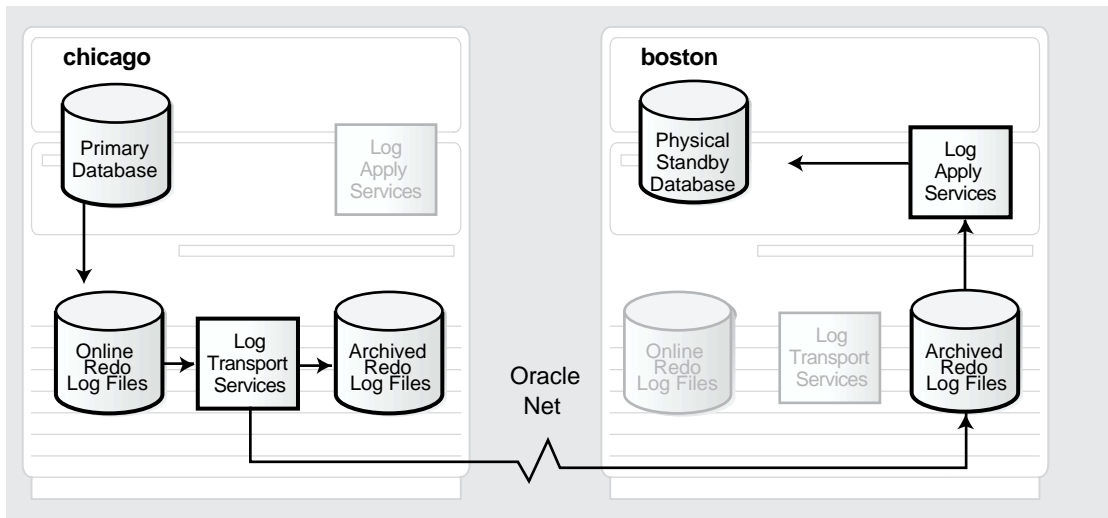 chicago
Primary
Database
Log
Apply
Services
Online
Redo
Log Files
Log
Transport
Services
Archived
Redo
Log Files
Oracle
Net
boston
Physical
Standby
Database
Log
Apply
Services
Online
Redo
Log Files
Log
Transport
Services
Archived
Redo
Log Files